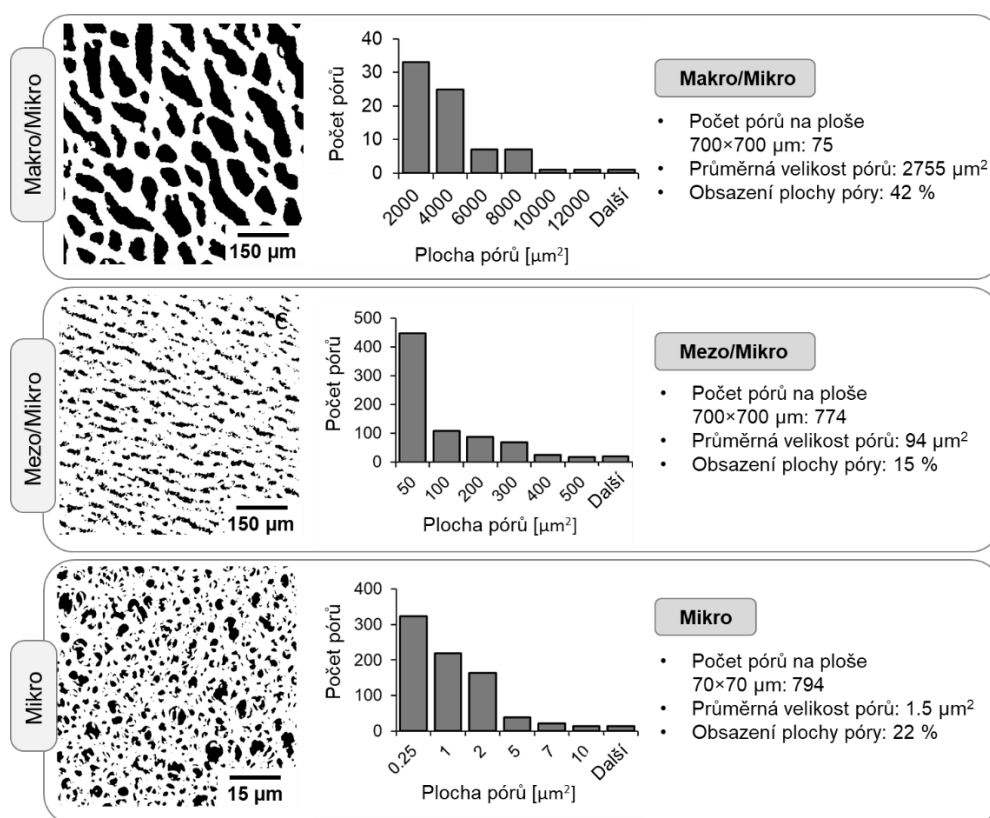 Makro/Mikro
150 µm
Počet pórů
40
30
20
10
0
2000
4000
6000
8000
10000
12000
Další
Plocha pórů [µm²]
Makro/Mikro
• Počet pórů na ploše
700×700 µm: 75
• Průměrná velikost pórů: 2755 µm²
• Obsazení plochy póry: 42 %
Mezo/Mikro
150 µm
Počet pórů
500
400
300
200
100
0
50
100
200
300
400
500
Další
Plocha pórů [µm²]
Mezo/Mikro
• Počet pórů na ploše
700×700 µm: 774
• Průměrná velikost pórů: 94 µm²
• Obsazení plochy póry: 15 %
Mikro
15 µm
Počet pórů
400
300
200
100
0
0.25
1
2
5
7
10
Další
Plocha pórů [µm²]
Mikro
• Počet pórů na ploše
70×70 µm: 794
• Průměrná velikost pórů: 1.5 µm²
• Obsazení plochy póry: 22 %